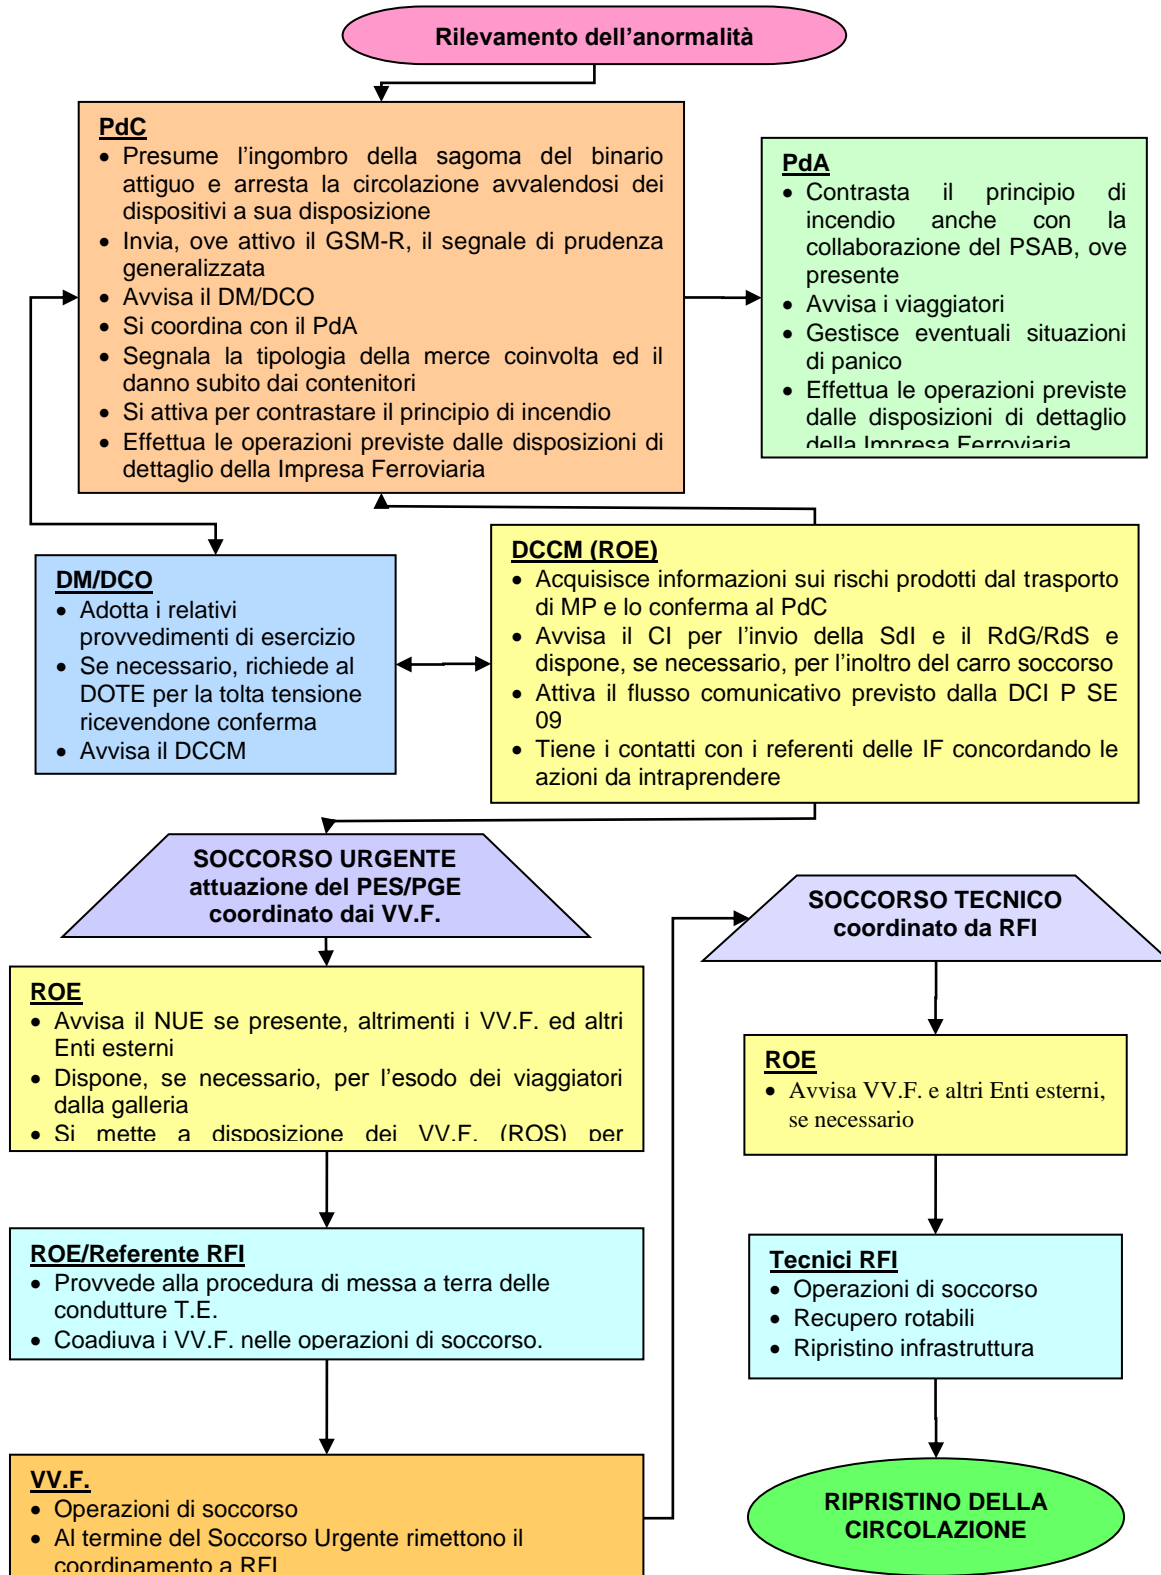 Rilevamento dell'anormalità
PdC
• Presume l'ingombro della sagoma del binario
attiguo e arresta la circolazione avvalendosi dei
dispositivi a sua disposizione
• Invia, ove attivo il GSM-R, il segnale di prudenza
generalizzata
• Avvisa il DM/DCO
• Si coordina con il PdA
• Segnala la tipologia della merce coinvolta ed il
danno subito dai contenitori
• Si attiva per contrastare il principio di incendio
• Effettua le operazioni previste dalle disposizioni di
dettaglio della Impresa Ferroviaria
PdA
• Contrasta il principio di
incendio anche con la
collaborazione del PSAB, ove
presente
• Avvisa i viaggiatori
• Gestisce eventuali situazioni
di panico
• Effettua le operazioni previste
dalle disposizioni di dettaglio
della Impresa Ferroviaria
DM/DCO
• Adotta i relativi
provvedimenti di esercizio
• Se necessario, richiede al
DOTE per la tolta tensione
ricevendone conferma
• Avvisa il DCCM
DCCM (ROE)
• Acquisisce informazioni sui rischi prodotti dal trasporto
di MP e lo conferma al PdC
• Avvisa il CI per l'invio della SdI e il RdG/RdS e
dispone, se necessario, per l'inoltro del carro soccorso
• Attiva il flusso comunicativo previsto dalla DCI P SE
09
• Tiene i contatti con i referenti delle IF concordando le
azioni da intraprendere
SOCCORSO URGENTE
attuazione del PES/PGE
coordinato dai VV.F.
ROE
• Avvisa il NUE se presente, altrimenti i VV.F. ed altri
Enti esterni
• Dispone, se necessario, per l'esodo dei viaggiatori
dalla galleria
• Si mette a disposizione dei VV.F. (ROS) per
ROE/Referente RFI
• Provvede alla procedura di messa a terra delle
condutture T.E.
• Coadiuva i VV.F. nelle operazioni di soccorso.
VV.F.
• Operazioni di soccorso
• Al termine del Soccorso Urgente rimettono il
coordinamento a RFI
SOCCORSO TECNICO
coordinato da RFI
ROE
• Avvisa VV.F. e altri Enti esterni,
se necessario
Tecnici RFI
• Operazioni di soccorso
• Recupero rotabili
• Ripristino infrastruttura
RIPRISTINO DELLA
CIRCOLAZIONE